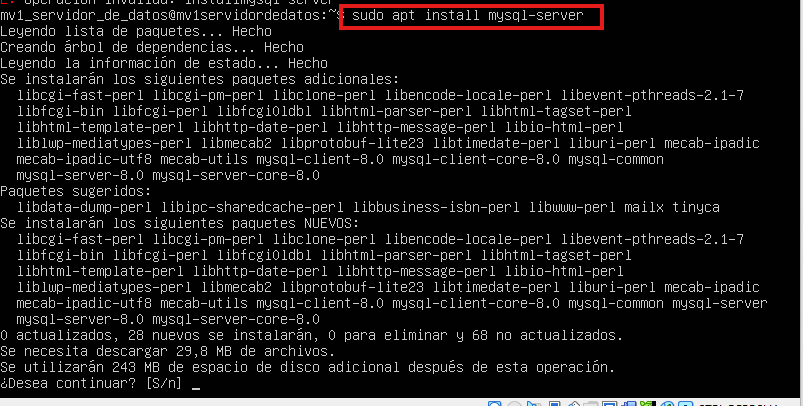 E: Operación inválida: installmysql-server
mv1_servidor_de_datos@mv1servidordedatos:~$ sudo apt install mysql-server
Leyendo lista de paquetes... Hecho
Creando árbol de dependencias... Hecho
Leyendo la información de estado... Hecho
Se instalarán los siguientes paquetes adicionales:
  libcgi-fast-perl libcgi-pm-perl libclone-perl libencode-locale-perl libevent-pthreads-2.1-7
  libfcgi-bin libfcgi-perl libfcgi0ldbl libhtml-parser-perl libhtml-tagset-perl
  libhtml-template-perl libhttp-date-perl libhttp-message-perl libio-html-perl
  liblwp-mediatypes-perl libmecab2 libprotobuf-lite23 libtimedate-perl liburi-perl mecab-ipadic
  mecab-ipadic-utf8 mecab-utils mysql-client-8.0 mysql-client-core-8.0 mysql-common
  mysql-server-8.0 mysql-server-core-8.0
Paquetes sugeridos:
  libdata-dump-perl libipc-sharedcache-perl libbusiness-isbn-perl libwww-perl mailx tinyca
Se instalarán los siguientes paquetes NUEVOS:
  libcgi-fast-perl libcgi-pm-perl libclone-perl libencode-locale-perl libevent-pthreads-2.1-7
  libfcgi-bin libfcgi-perl libfcgi0ldbl libhtml-parser-perl libhtml-tagset-perl
  libhtml-template-perl libhttp-date-perl libhttp-message-perl libio-html-perl
  liblwp-mediatypes-perl libmecab2 libprotobuf-lite23 libtimedate-perl liburi-perl mecab-ipadic
  mecab-ipadic-utf8 mecab-utils mysql-client-8.0 mysql-client-core-8.0 mysql-common mysql-server
  mysql-server-8.0 mysql-server-core-8.0
0 actualizados, 28 nuevos se instalarán, 0 para eliminar y 68 no actualizados.
Se necesita descargar 29,8 MB de archivos.
Se utilizarán 243 MB de espacio de disco adicional después de esta operación.
¿Desea continuar? [S/n] _